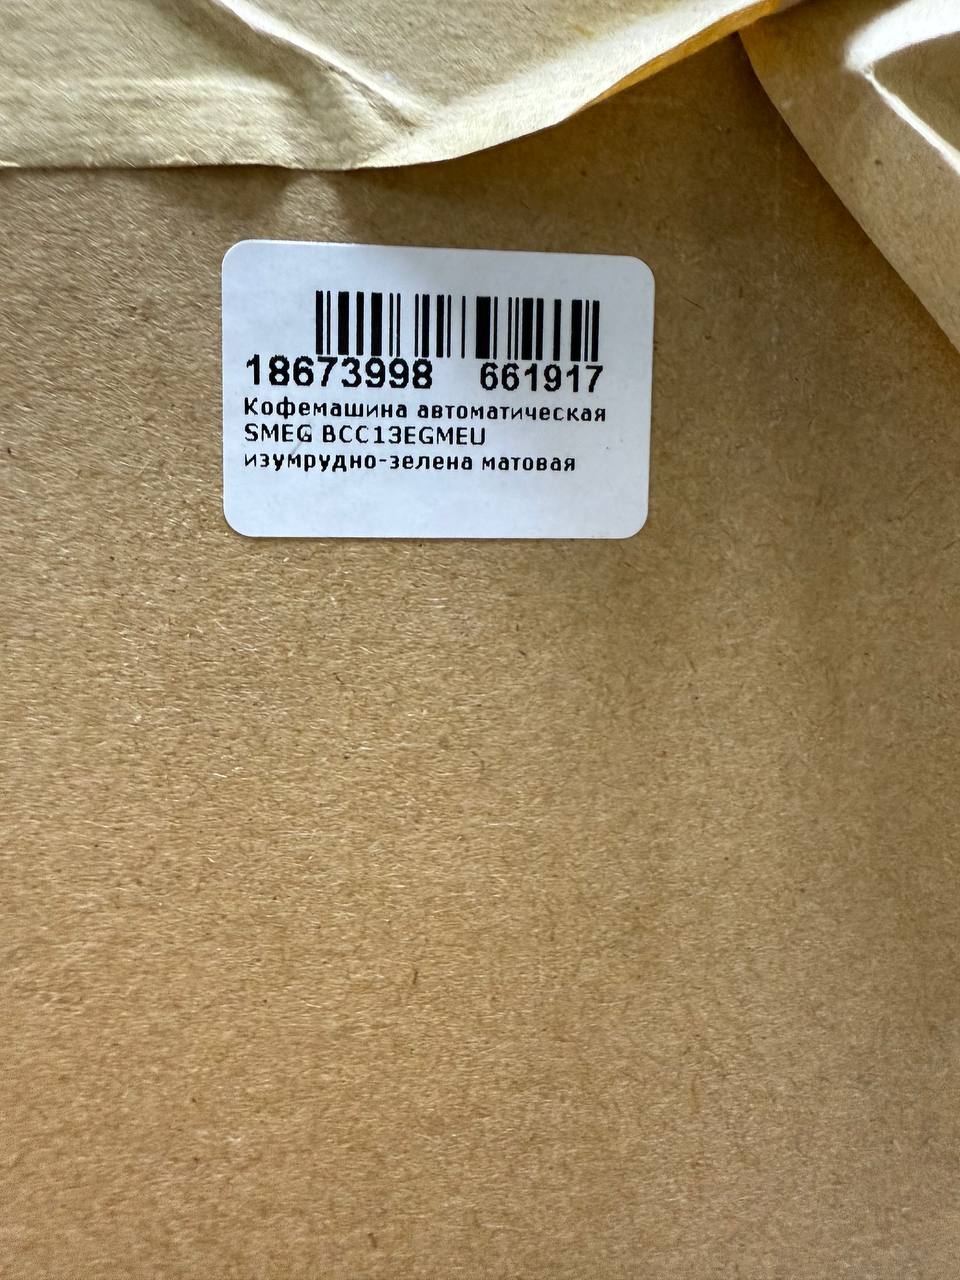 18673998 661917
Кофемашина автоматическая
SMEG BCC13EGMEU
изумрудно-зелена матовая